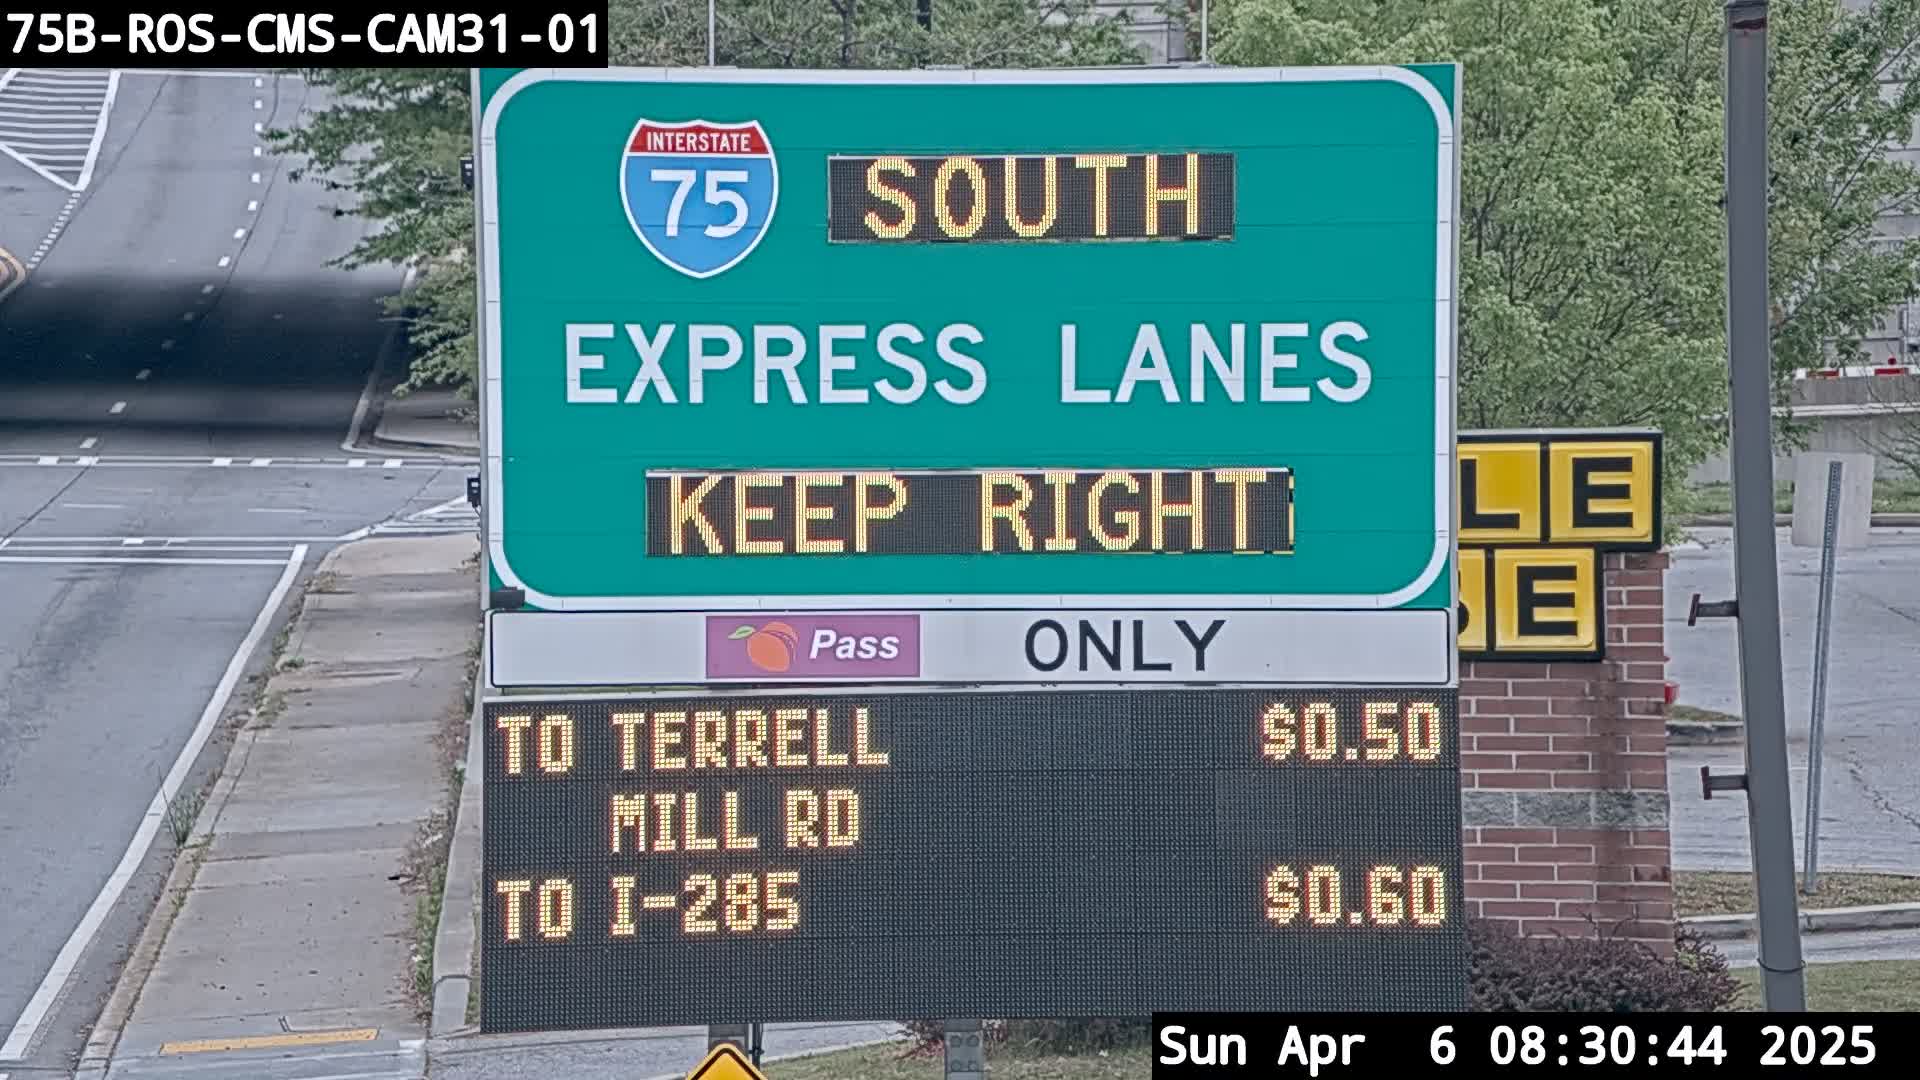 75B-ROS-CMS-CAM31-01
INTERSTATE
75
SOUTH
EXPRESS LANES
KEEP RIGHT
Pass ONLY
TO TERRELL $0.50
MILL RD
TO I-285 $0.60
LE
E
Sun Apr 6 08:30:44 2025